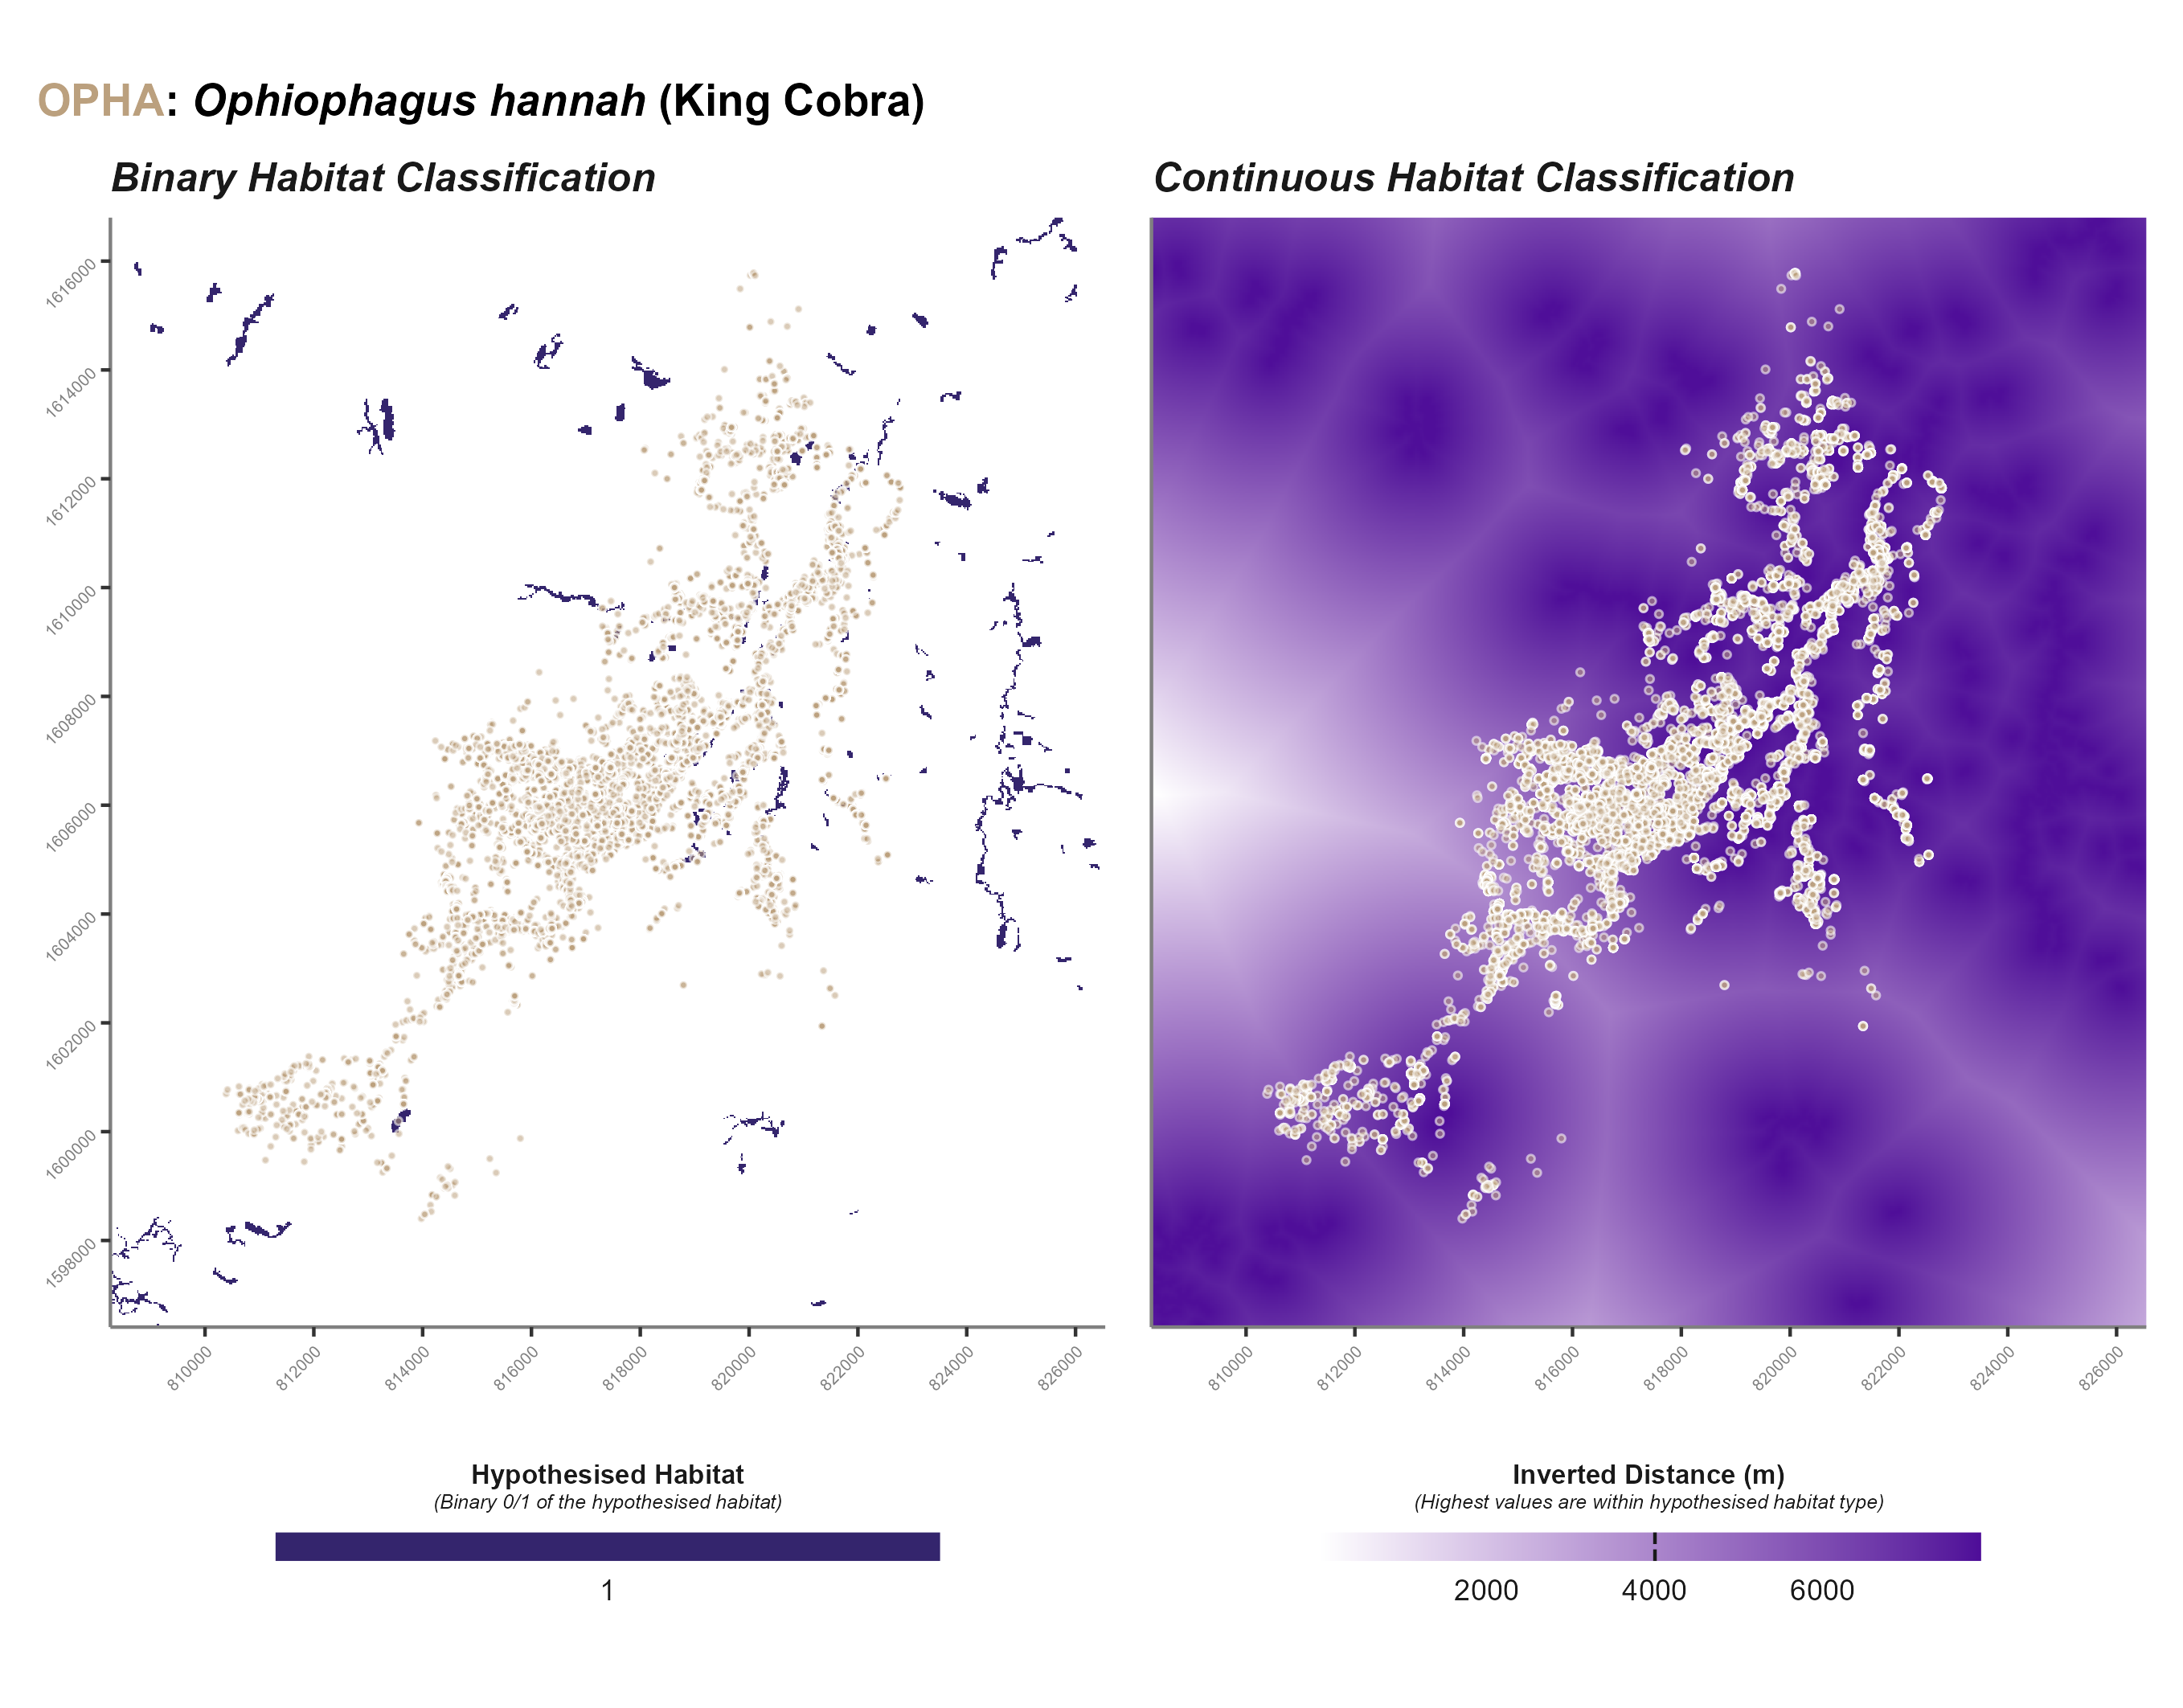 OPHA: Ophiophagus hannah (King Cobra)
Binary Habitat Classification
Continuous Habitat Classification
1616000
1614000
1612000
1610000
1608000
1606000
1604000
1602000
1600000
1598000
810000 812000 814000 816000 818000 820000 822000 824000 826000
810000 812000 814000 816000 818000 820000 822000 824000 826000
Hypothesised Habitat
(Binary 0/1 of the hypothesised habitat)
1
Inverted Distance (m)
(Highest values are within hypothesised habitat type)
2000 4000 6000